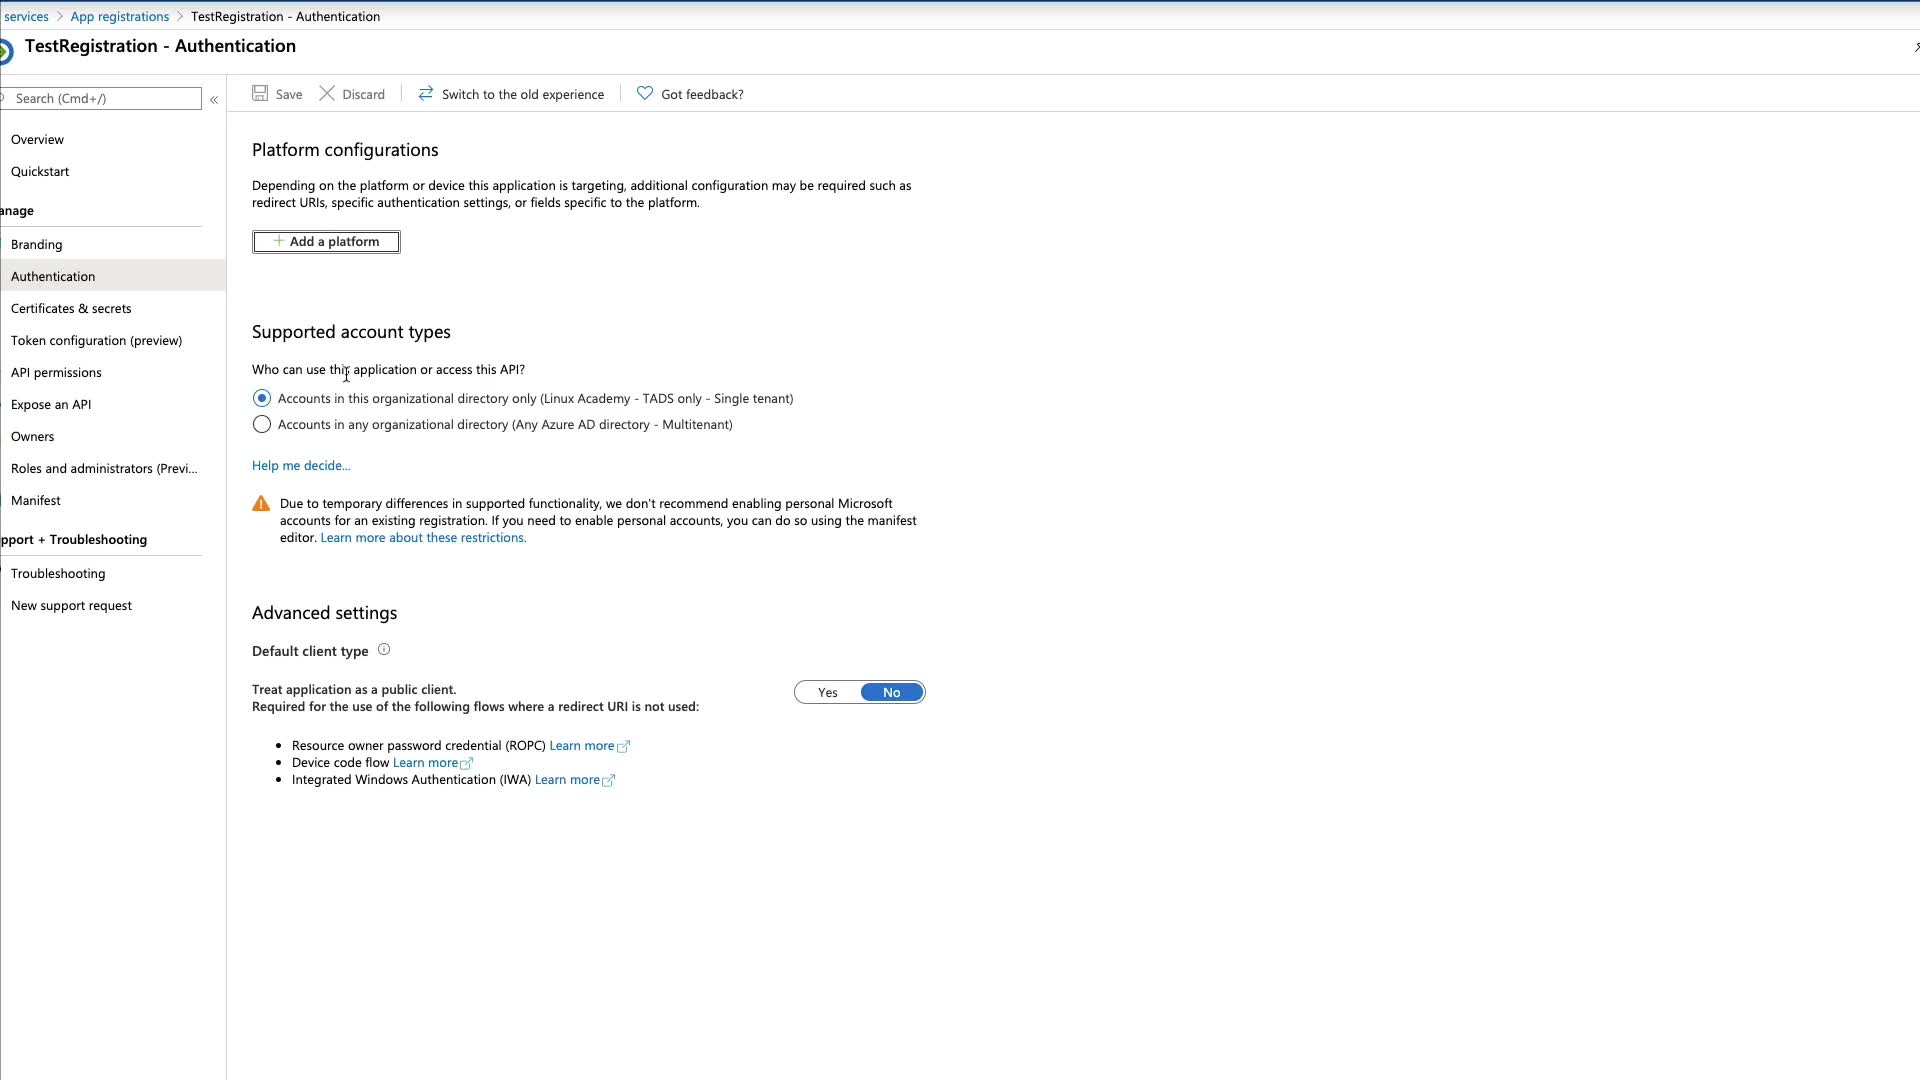 services > App registrations > TestRegistration - Authentication
TestRegistration - Authentication
Search (Cmd+/)
«
Save
Discard
Switch to the old experience
Got feedback?
Overview
Quickstart
anage
Branding
Authentication
Certificates & secrets
Token configuration (preview)
API permissions
Expose an API
Owners
Roles and administrators (Previ...
Manifest
pport + Troubleshooting
Troubleshooting
New support request
Platform configurations
Depending on the platform or device this application is targeting, additional configuration may be required such as
redirect URIs, specific authentication settings, or fields specific to the platform.
+ Add a platform
Supported account types
Who can use this application or access this API?
Accounts in this organizational directory only (Linux Academy - TADS only - Single tenant)
Accounts in any organizational directory (Any Azure AD directory - Multitenant)
Help me decide...
Due to temporary differences in supported functionality, we don't recommend enabling personal Microsoft
accounts for an existing registration. If you need to enable personal accounts, you can do so using the manifest
editor. Learn more about these restrictions.
Advanced settings
Default client type
Treat application as a public client.
Required for the use of the following flows where a redirect URI is not used:
Yes
No
• Resource owner password credential (ROPC) Learn more
• Device code flow Learn more
• Integrated Windows Authentication (IWA) Learn more